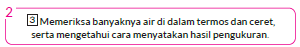 2
3 Memeriksa banyaknya air di dalam termos dan ceret,
serta mengetahui cara menyatakan hasil pengukuran.